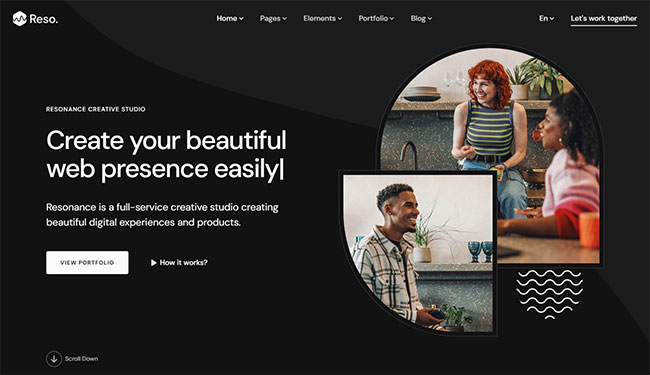 Reso.
Home
Pages
Elements
Portfolio
Blog
En
Let's work together
RESONANCE CREATIVE STUDIO
Create your beautiful
web presence easily|
Resonance is a full-service creative studio creating
beautiful digital experiences and products.
VIEW PORTFOLIO
How it works?
Scroll Down